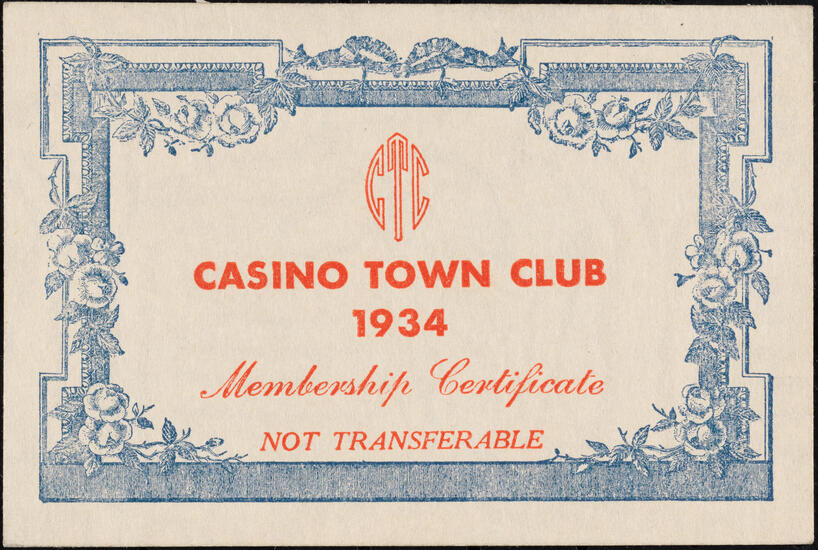 CTC
CASINO TOWN CLUB
1934
Membership Certificate
NOT TRANSFERABLE